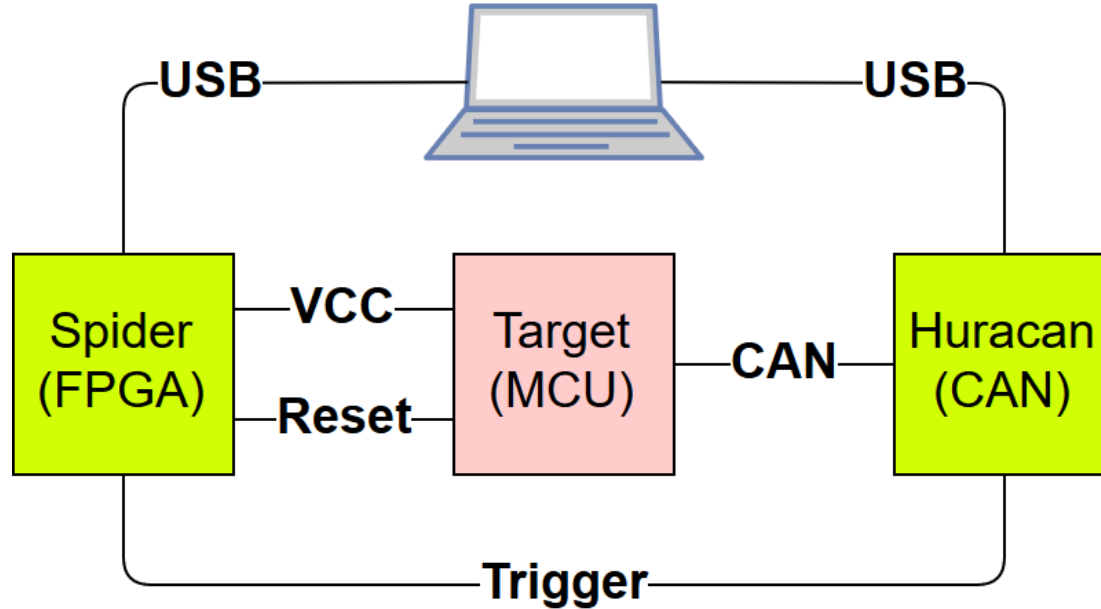 USB
USB
Spider
(FPGA)
VCC
Reset
Target
(MCU)
CAN
Huracan
(CAN)
Trigger